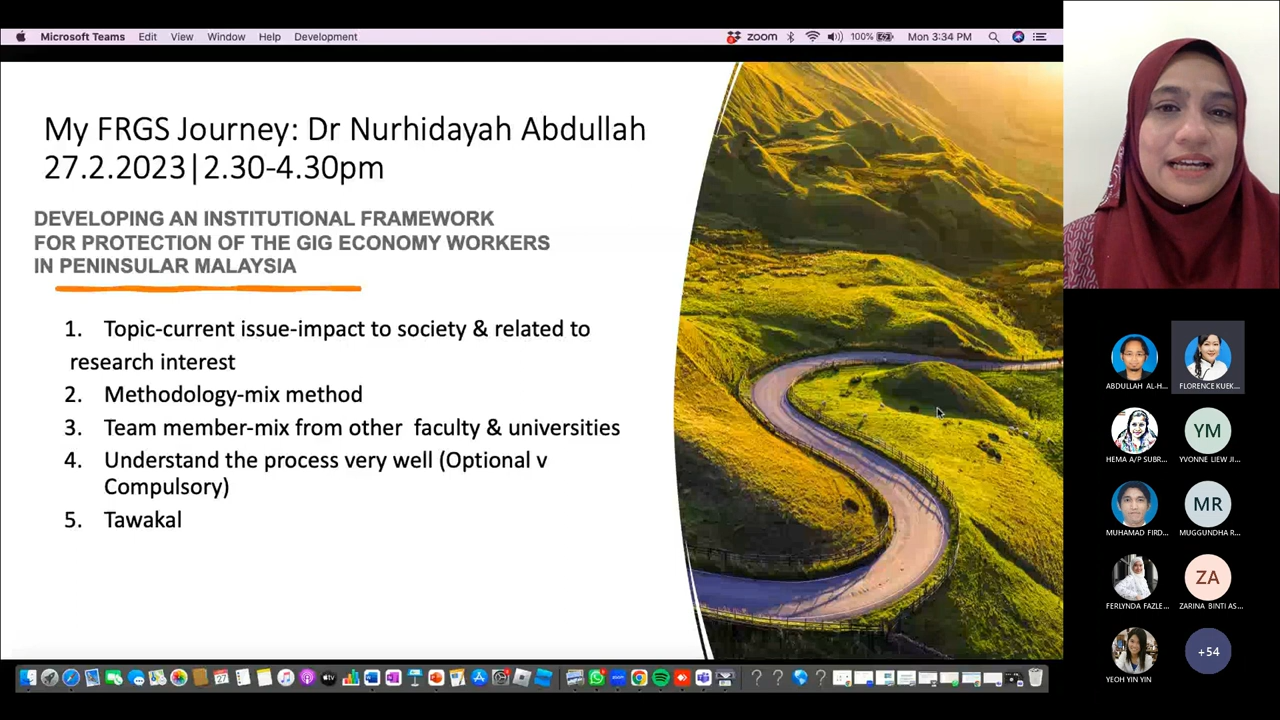 Microsoft Teams Edit View Window Help Development
zoom 100% Mon 3:34 PM
My FRGS Journey: Dr Nurhidayah Abdullah
27.2.2023|2.30-4.30pm
DEVELOPING AN INSTITUTIONAL FRAMEWORK
FOR PROTECTION OF THE GIG ECONOMY WORKERS
IN PENINSULAR MALAYSIA
1. Topic-current issue-impact to society & related to
research interest
2. Methodology-mix method
3. Team member-mix from other faculty & universities
4. Understand the process very well (Optional v
Compulsory)
5. Tawakal
ABDULLAH AL-H... FLORENCE KUEK...
YM
HEMA A/P SUBR... YVONNE LIEW JI...
MR
MUHAMAD FIRD... MUGGUNDHA R...
ZA
FERLYNDA FAZLE... ZARINA BINTI AS...
+54
YEOH YIN YIN